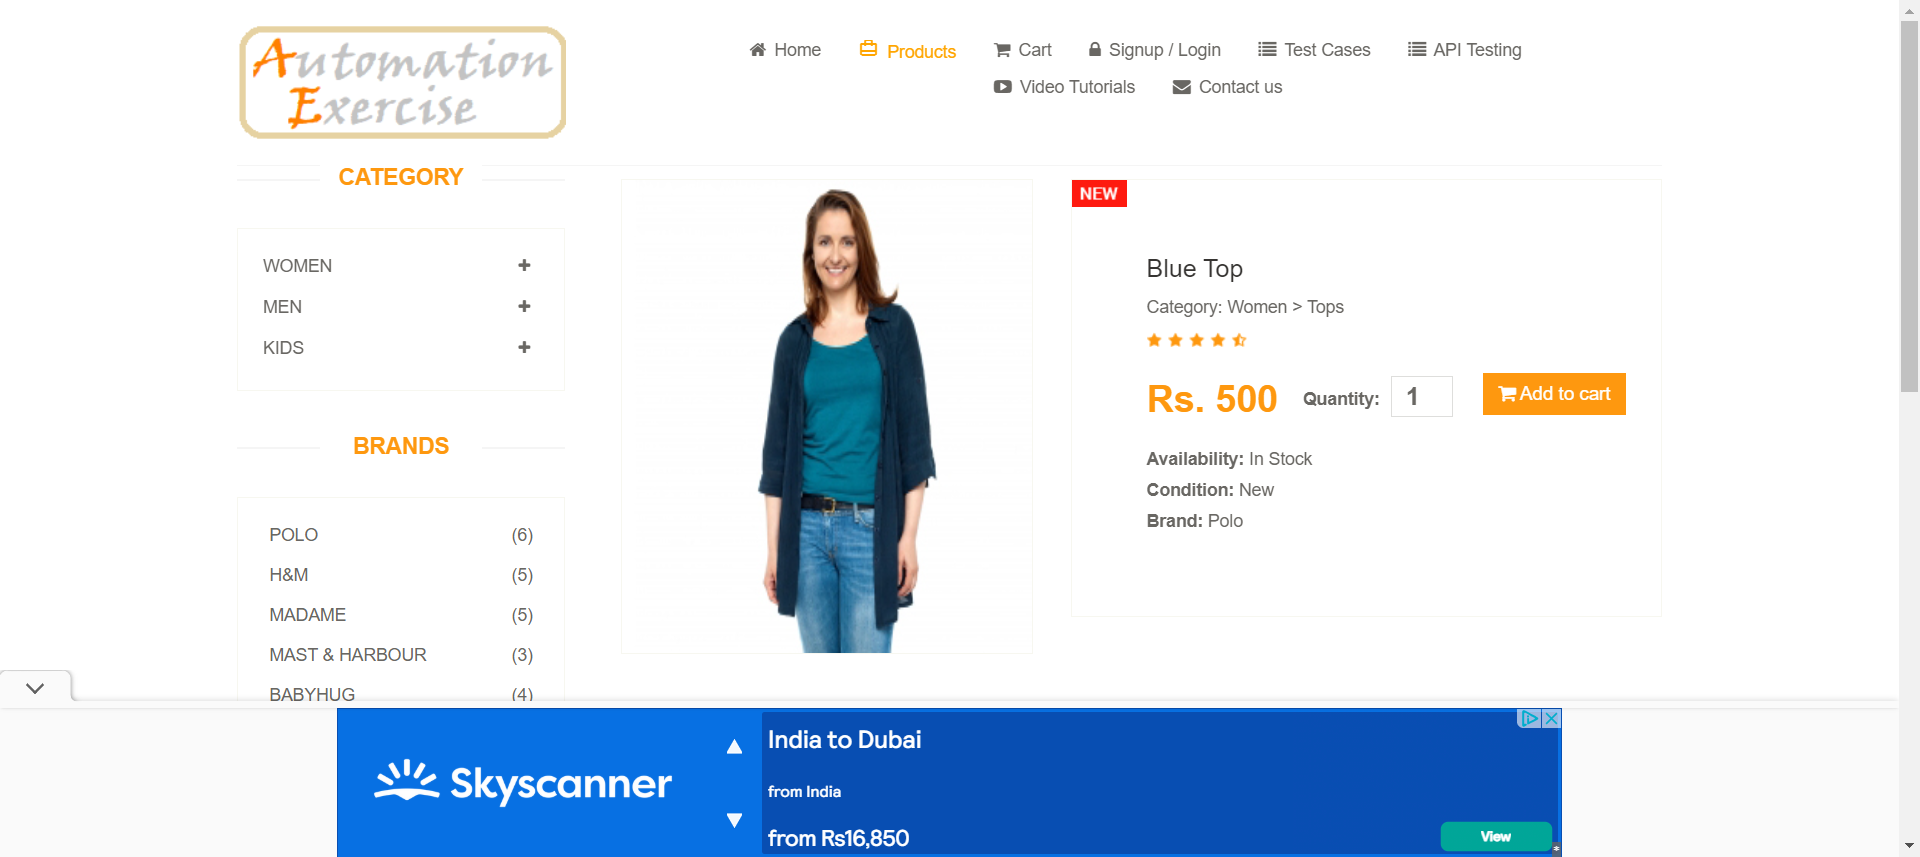 Automation
Exercise
Home
Products
Cart
Signup / Login
Test Cases
API Testing
Video Tutorials
Contact us
CATEGORY
WOMEN
MEN
KIDS
BRANDS
POLO (6)
H&M (5)
MADAME (5)
MAST & HARBOUR (3)
BABYHUG (4)
NEW
Blue Top
Category: Women > Tops
Rs. 500 Quantity: 1 Add to cart
Availability: In Stock
Condition: New
Brand: Polo
Skyscanner
India to Dubai
from India
from Rs16,850
View